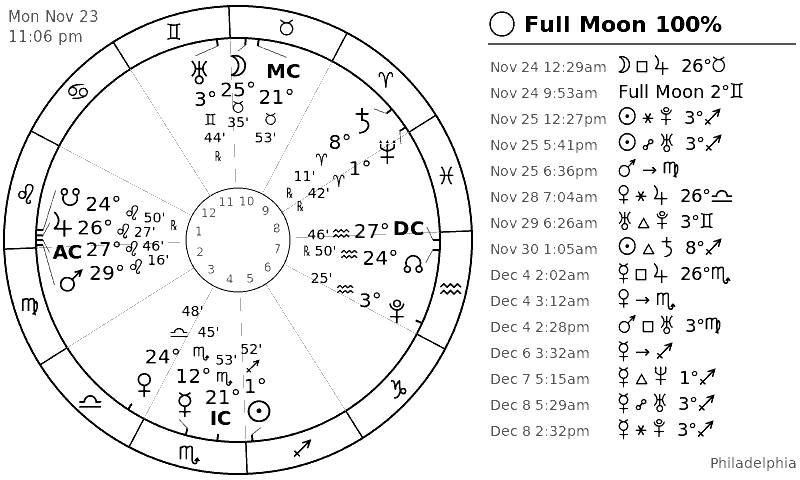 Mon Nov 23
11:06 pm
♊ ♉
♋ ♈
♌ ♓
♍ ♒
♎ ♑
♏ ♐
♅ ☽ MC
3° 25° 21°
♊ ♉ ♉
44' 35' 53'
℞
♄ 8° ♈ 11' ℞
♆ 1° ♈ 42' ℞
☋ 24° ♌ 50' ℞
♃ 26° ♌ 27'
AC 27° ♌ 46'
♂ 29° ♌ 16'
46' ♒ 27° DC
℞ 50' ♒ 24° ☊
25' ♒ 3° ♇
48' ♎ 24° ♀
45' ♏ 12° ☿
53' ♏ 21° IC
52' ♐ 1° ☉
12 11 10 9
1 8
2 7
3 4 5 6
Full Moon 100%
Nov 24 12:29am ☽ □ ♃ 26°♉
Nov 24 9:53am Full Moon 2°♊
Nov 25 12:27pm ☉ ⚹ ♇ 3°♐
Nov 25 5:41pm ☉ ☍ ♅ 3°♐
Nov 25 6:36pm ♂ → ♍
Nov 28 7:04am ♀ ⚹ ♃ 26°♎
Nov 29 6:26am ♅ △ ♇ 3°♊
Nov 30 1:05am ☉ △ ♄ 8°♐
Dec 4 2:02am ☿ □ ♃ 26°♏
Dec 4 3:12am ♀ → ♏
Dec 4 2:28pm ♂ □ ♅ 3°♍
Dec 6 3:32am ☿ → ♐
Dec 7 5:15am ☿ △ ♆ 1°♐
Dec 8 5:29am ☿ ☍ ♅ 3°♐
Dec 8 2:32pm ☿ ⚹ ♇ 3°♐
Philadelphia